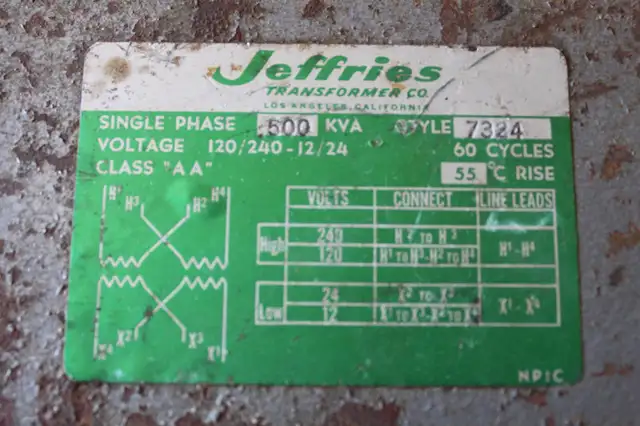 Jeffries
TRANSFORMER CO.
LOS ANGELES, CALIFORNIA
SINGLE PHASE 500 KVA STYLE 7324
VOLTAGE 120/240-12/24 60 CYCLES
CLASS "AA" 55 °C RISE
VOLTS CONNECT LINE LEADS
High 240 H2 TO H3 H1-H4
120 H1 TO H3-H2 TO H4
Low 24 X2 TO X3 X1-X4
12 X1 TO X3-X2 TO X4
H1 H3 H2 H4
X4 X2 X3 X1
NPIC